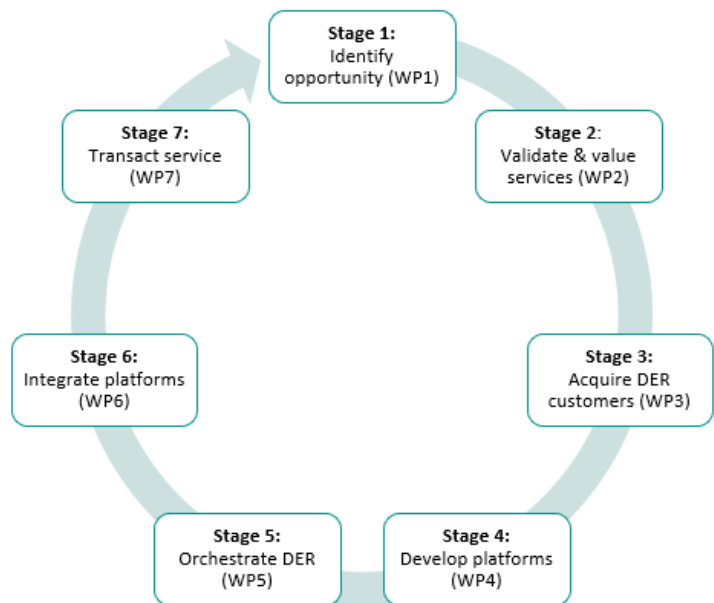 Stage 1:
Identify
opportunity (WP1)
Stage 2:
Validate & value
services (WP2)
Stage 3:
Acquire DER
customers (WP3)
Stage 4:
Develop platforms
(WP4)
Stage 5:
Orchestrate DER
(WP5)
Stage 6:
Integrate platforms
(WP6)
Stage 7:
Transact service
(WP7)